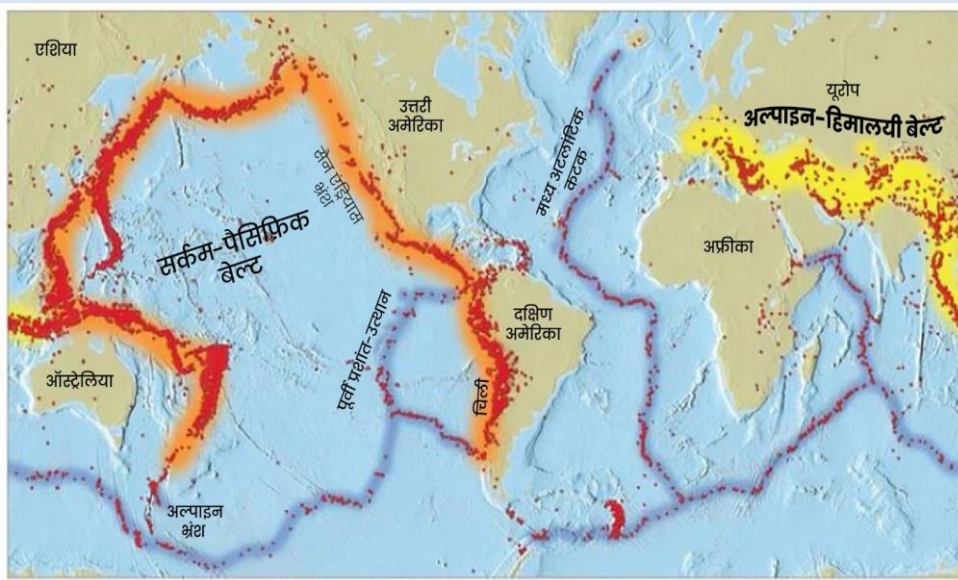 एशिया
उत्तरी
अमेरिका
सैन एंड्रियास
भ्रंश
सर्कम-पैसिफिक
बेल्ट
मध्य अटलांटिक
कटक
यूरोप
अल्पाइन-हिमालयी बेल्ट
अफ्रीका
पूर्वी प्रशांत-उत्थान
दक्षिण
अमेरिका
चिली
ऑस्ट्रेलिया
अल्पाइन
भ्रंश